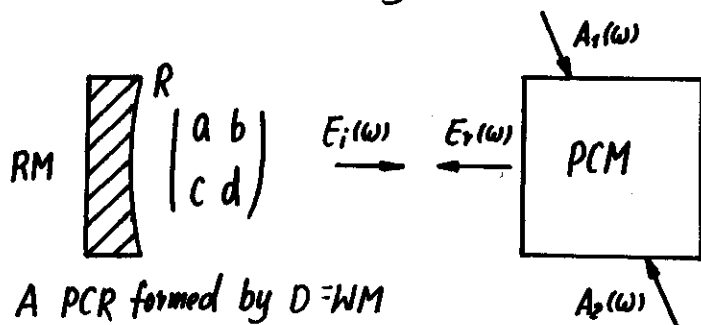 A₁(ω)
R
RM
a b
c d
Eᵢ(ω)
Eᵣ(ω)
PCM
A PCR formed by D=WM
A₂(ω)